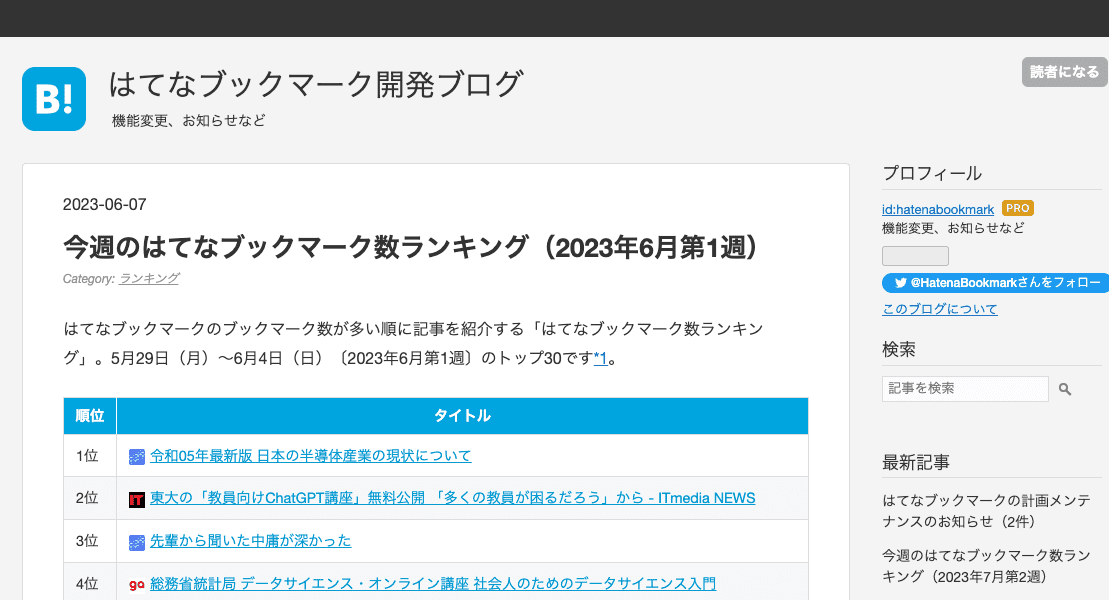 B!
はてなブックマーク開発ブログ
機能変更、お知らせなど
読者になる
2023-06-07
今週のはてなブックマーク数ランキング（2023年6月第1週）
Category: ランキング
はてなブックマークのブックマーク数が多い順に記事を紹介する「はてなブックマーク数ランキン
グ」。5月29日（月）〜6月4日（日）〔2023年6月第1週〕のトップ30です*1。
順位 タイトル
1位 令和05年最新版 日本の半導体産業の現状について
2位 IT 東大の「教員向けChatGPT講座」無料公開 「多くの教員が困るだろう」から - ITmedia NEWS
3位 先輩から聞いた中庸が深かった
4位 ga 総務省統計局 データサイエンス・オンライン講座 社会人のためのデータサイエンス入門
プロフィール
id:hatenabookmark PRO
機能変更、お知らせなど
@HatenaBookmarkさんをフォロー
このブログについて
検索
記事を検索
最新記事
はてなブックマークの計画メンテ
ナンスのお知らせ（2件）
今週のはてなブックマーク数ラン
キング（2023年7月第2週）